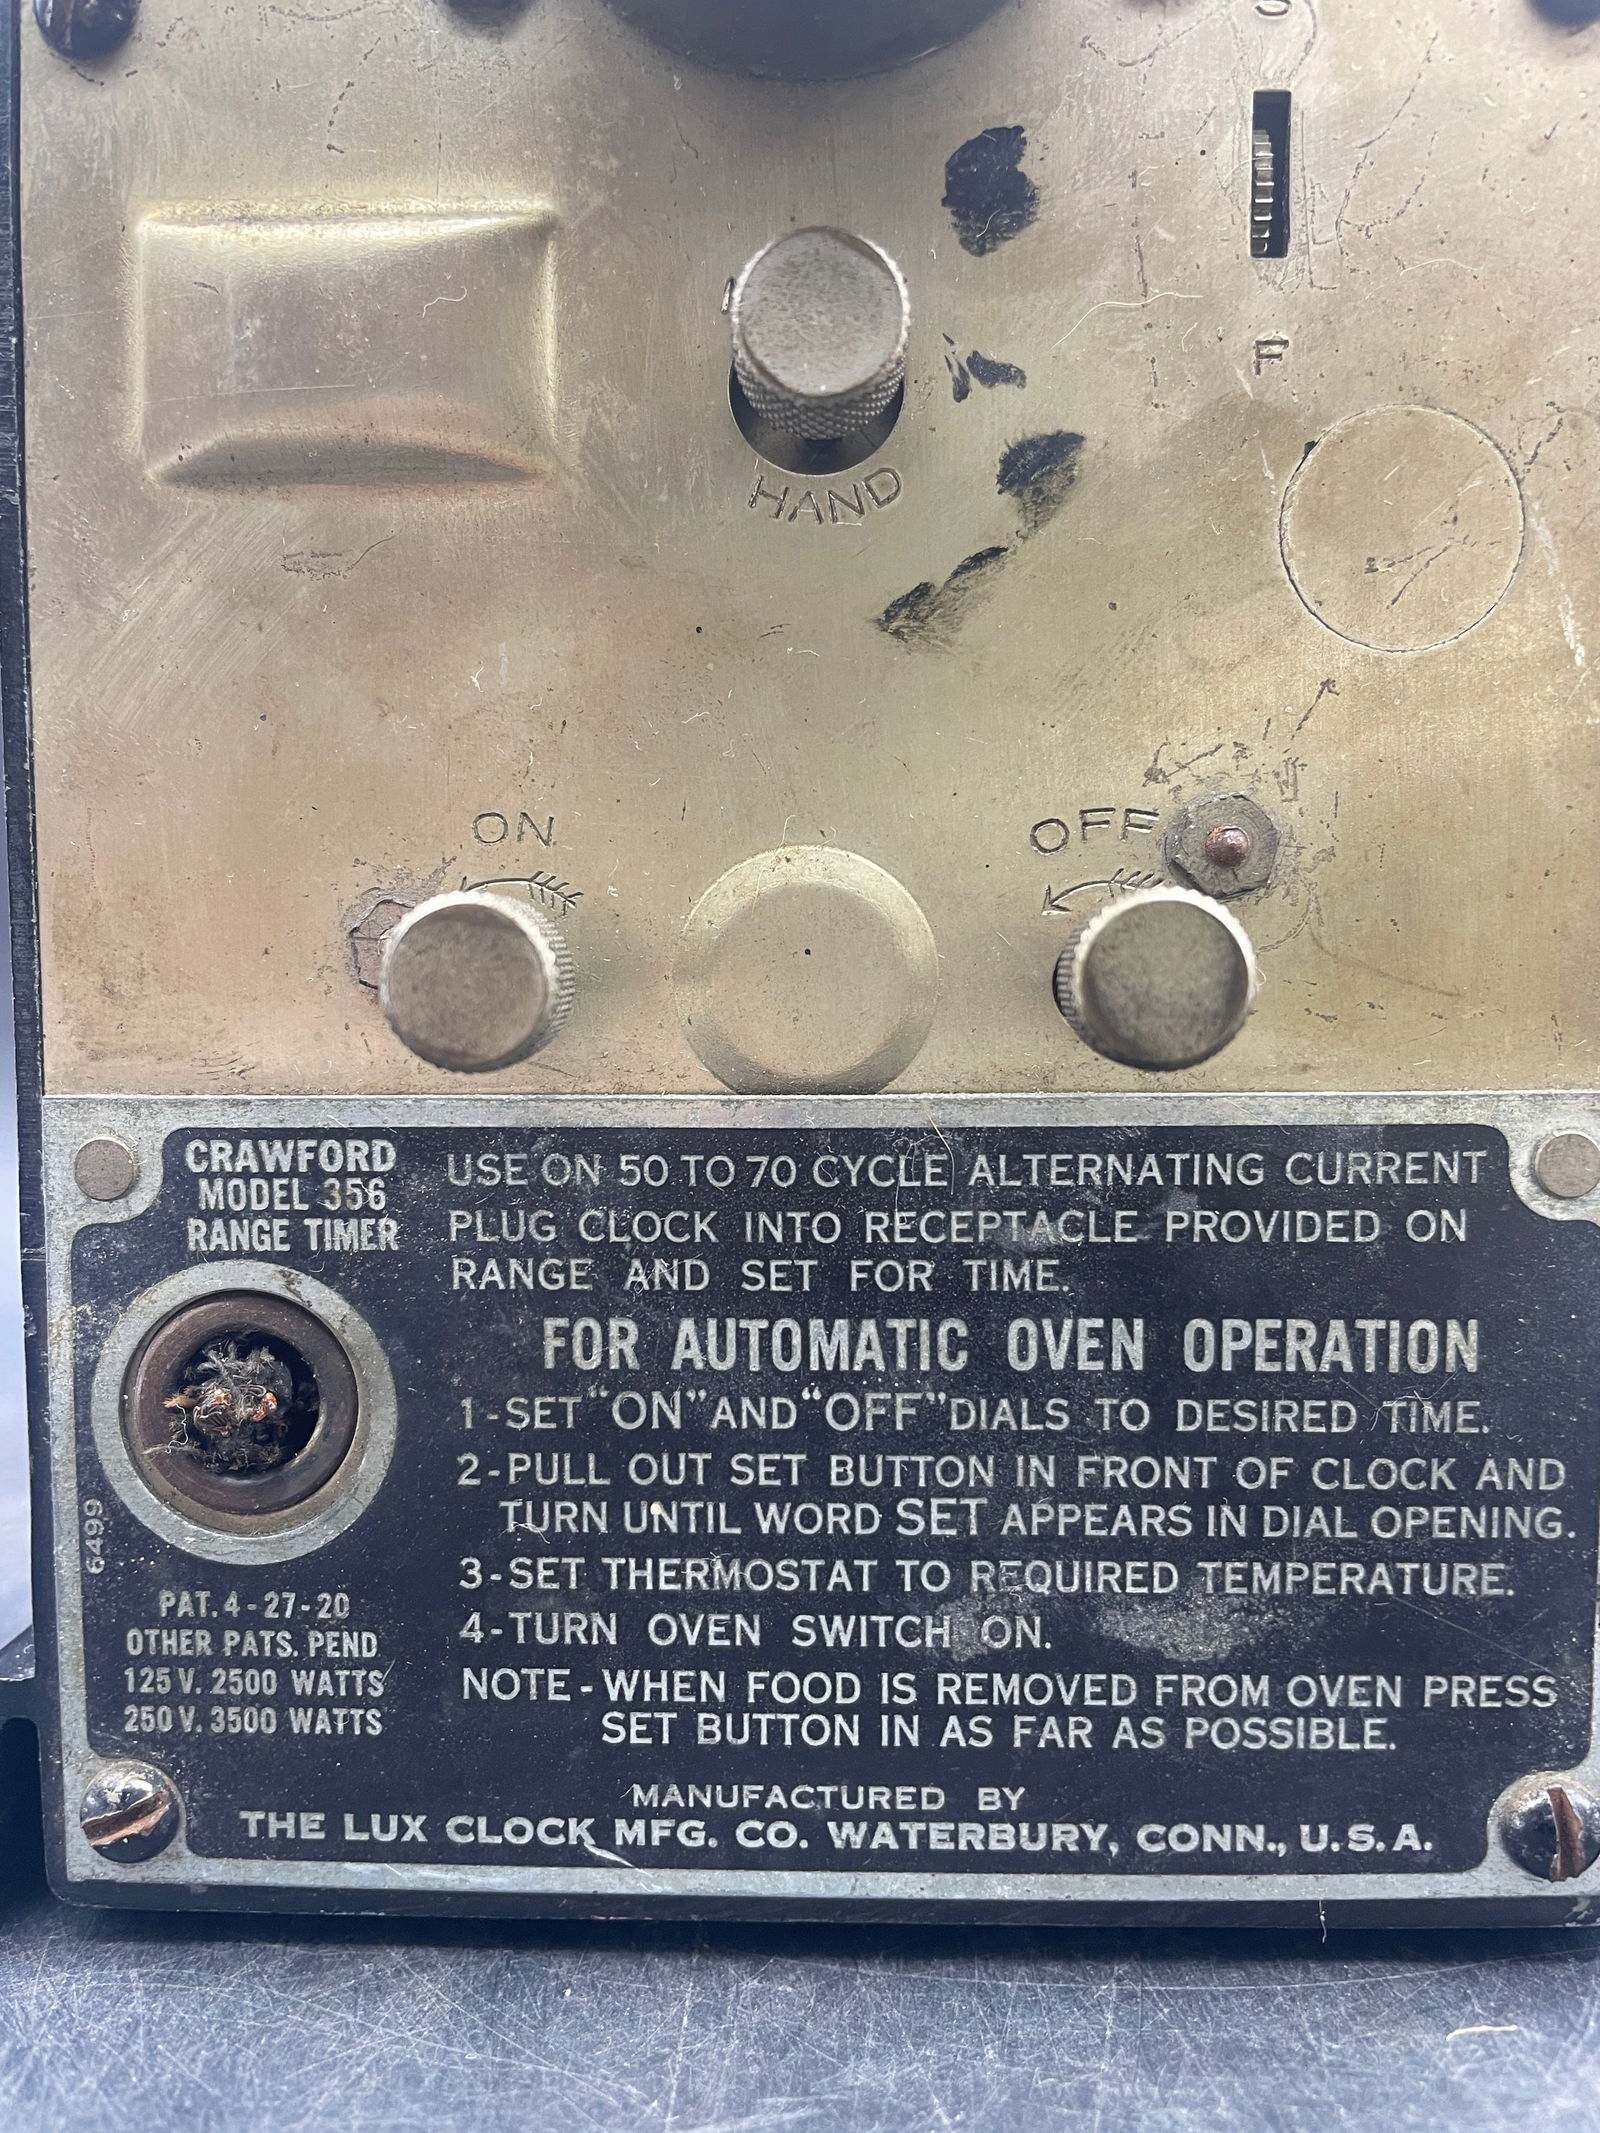 S
F
HAND
ON
OFF
CRAWFORD
MODEL 356
RANGE TIMER
USE ON 50 TO 70 CYCLE ALTERNATING CURRENT
PLUG CLOCK INTO RECEPTACLE PROVIDED ON
RANGE AND SET FOR TIME.
FOR AUTOMATIC OVEN OPERATION
1-SET "ON" AND "OFF" DIALS TO DESIRED TIME.
2-PULL OUT SET BUTTON IN FRONT OF CLOCK AND
TURN UNTIL WORD SET APPEARS IN DIAL OPENING.
3-SET THERMOSTAT TO REQUIRED TEMPERATURE.
4-TURN OVEN SWITCH ON.
NOTE-WHEN FOOD IS REMOVED FROM OVEN PRESS
SET BUTTON IN AS FAR AS POSSIBLE.
6499
PAT. 4-27-20
OTHER PATS. PEND.
125 V. 2500 WATTS
250 V. 3500 WATTS
MANUFACTURED BY
THE LUX CLOCK MFG. CO. WATERBURY, CONN., U.S.A.